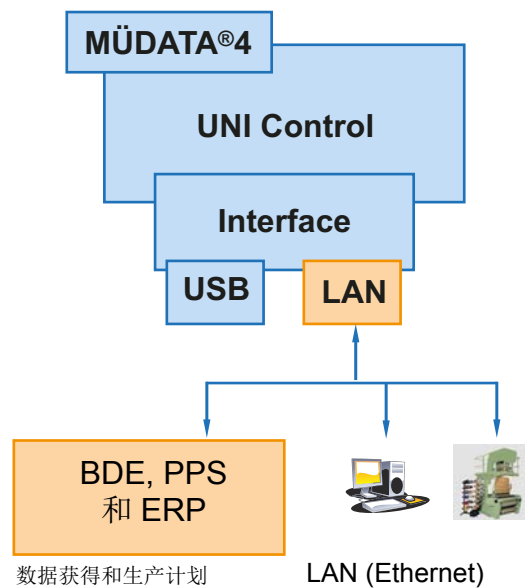 MÜDATA®4
UNI Control
Interface
USB
LAN
BDE, PPS
和 ERP
数据获得和生产计划
LAN (Ethernet)